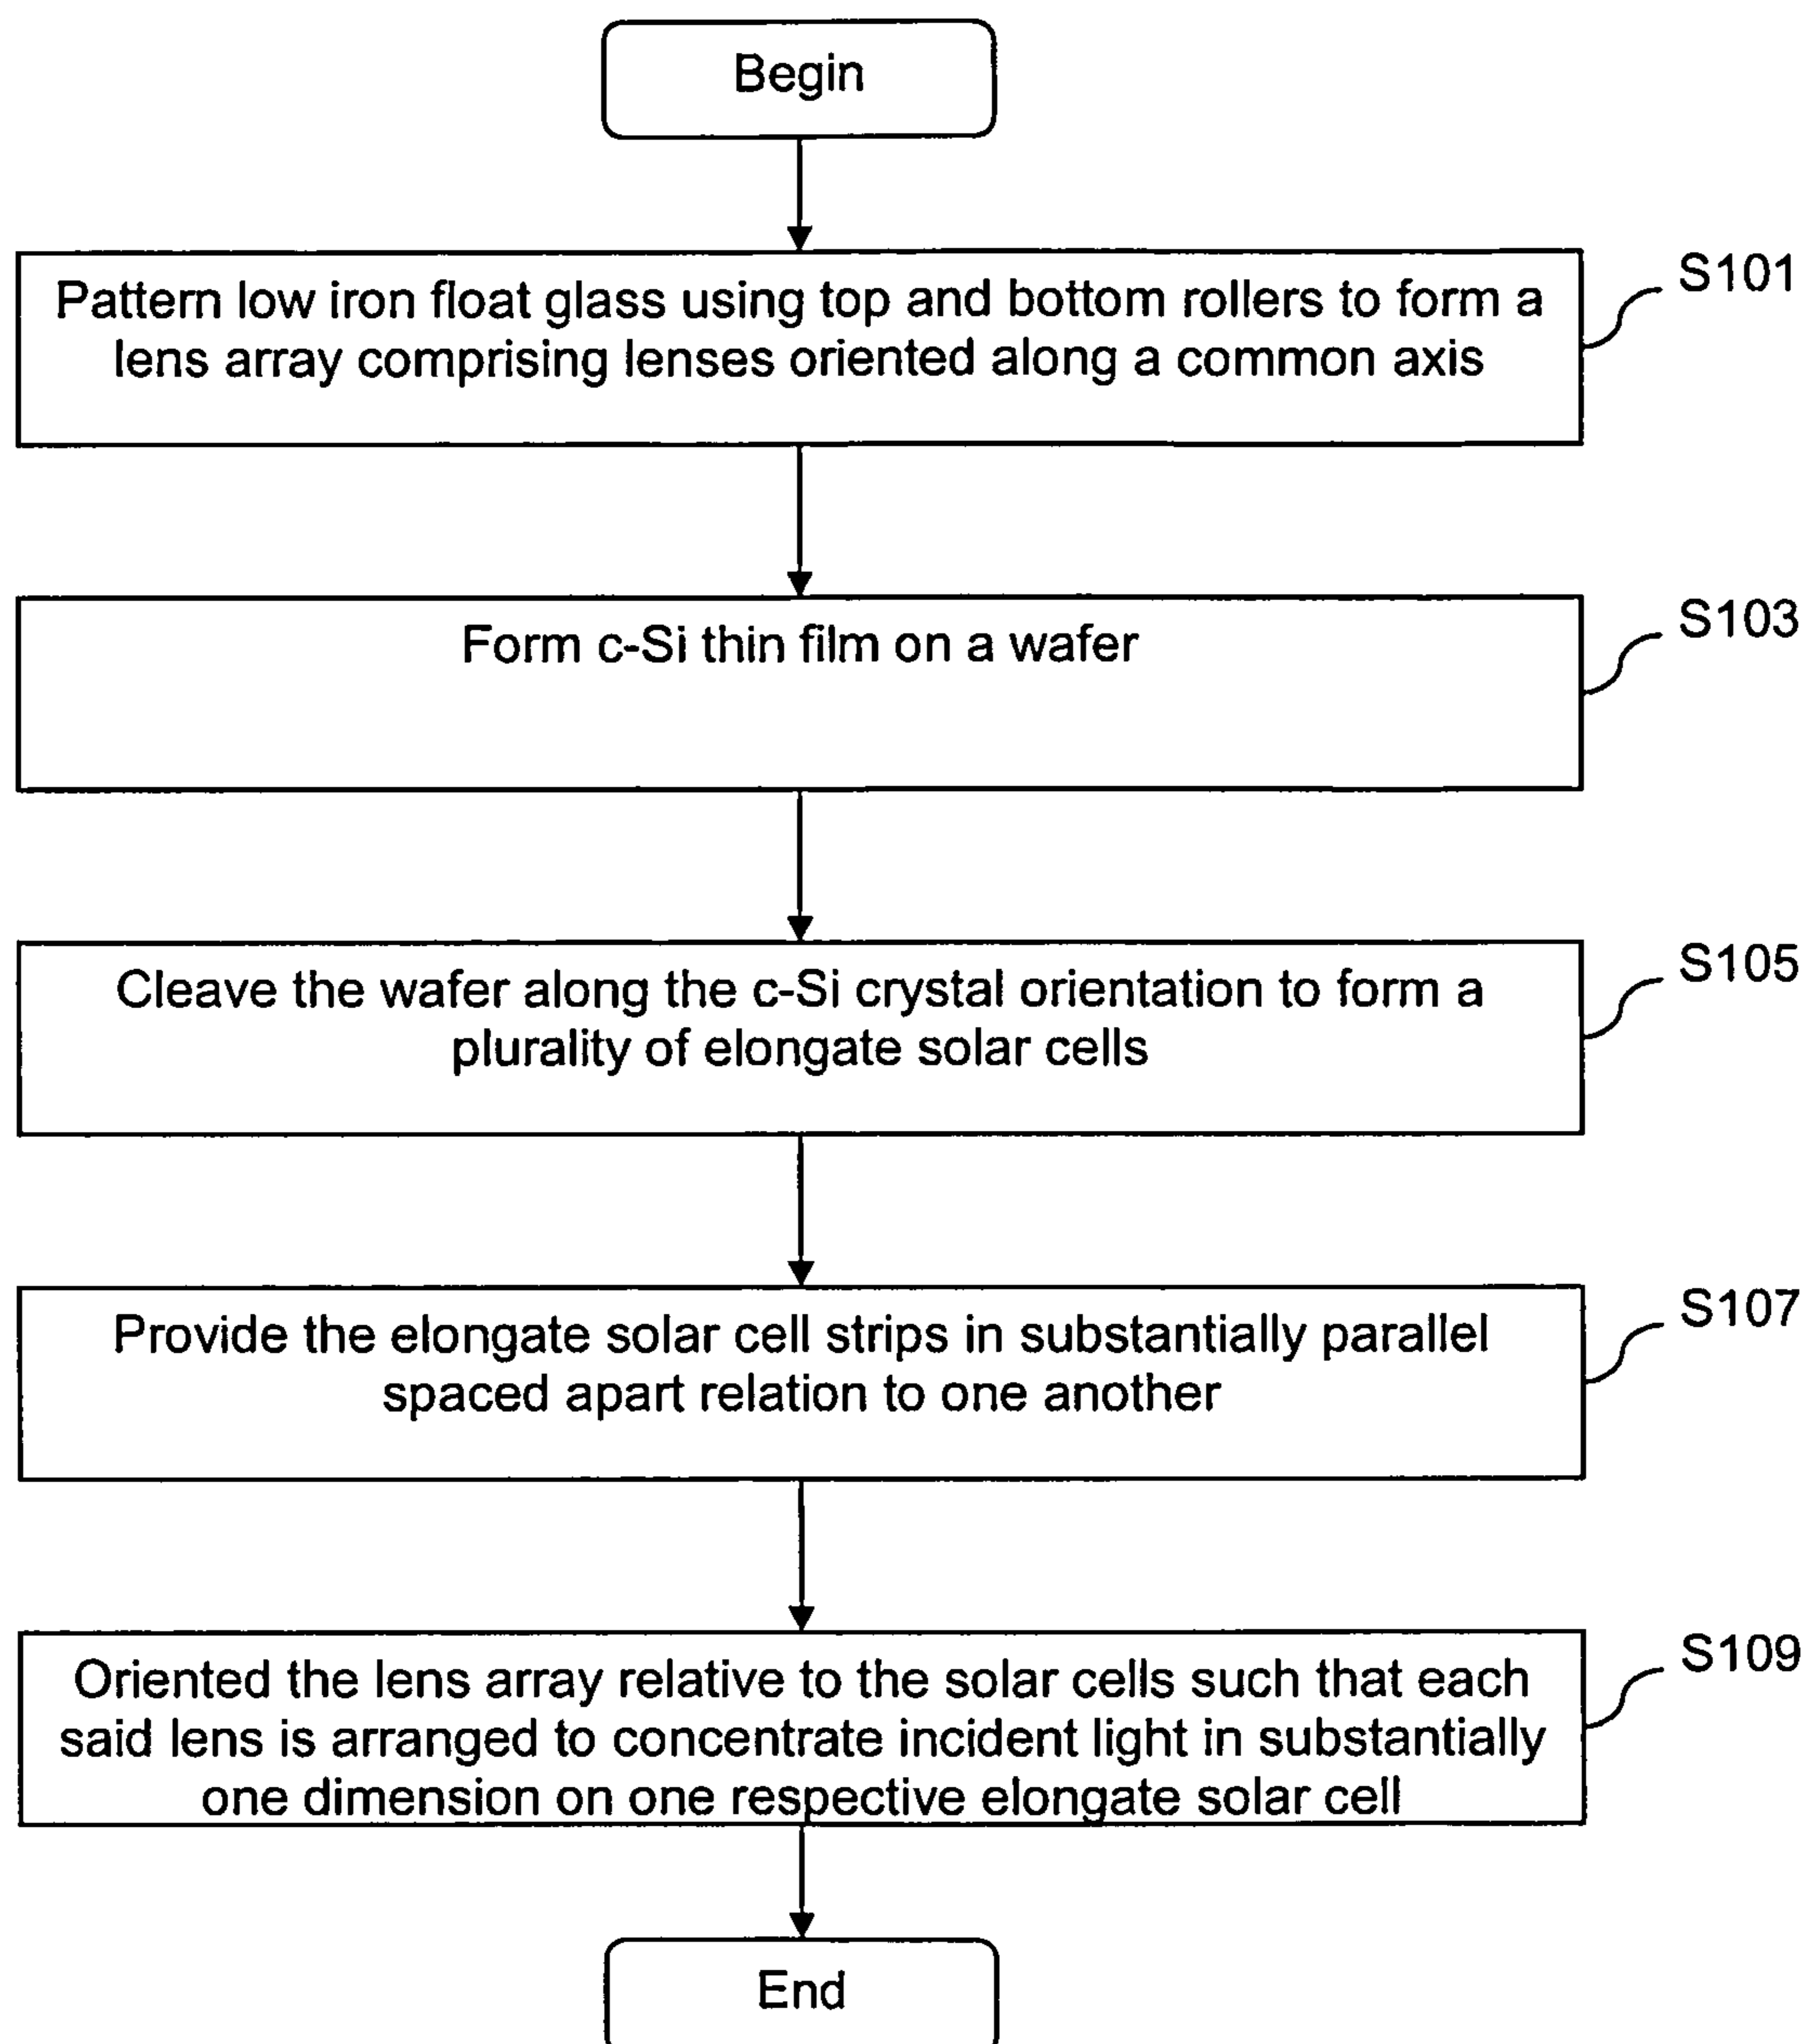 Begin
Pattern low iron float glass using top and bottom rollers to form a
lens array comprising lenses oriented along a common axis
S101
Form c-Si thin film on a wafer
S103
Cleave the wafer along the c-Si crystal orientation to form a
plurality of elongate solar cells
S105
Provide the elongate solar cell strips in substantially parallel
spaced apart relation to one another
S107
Oriented the lens array relative to the solar cells such that each
said lens is arranged to concentrate incident light in substantially
one dimension on one respective elongate solar cell
S109
End